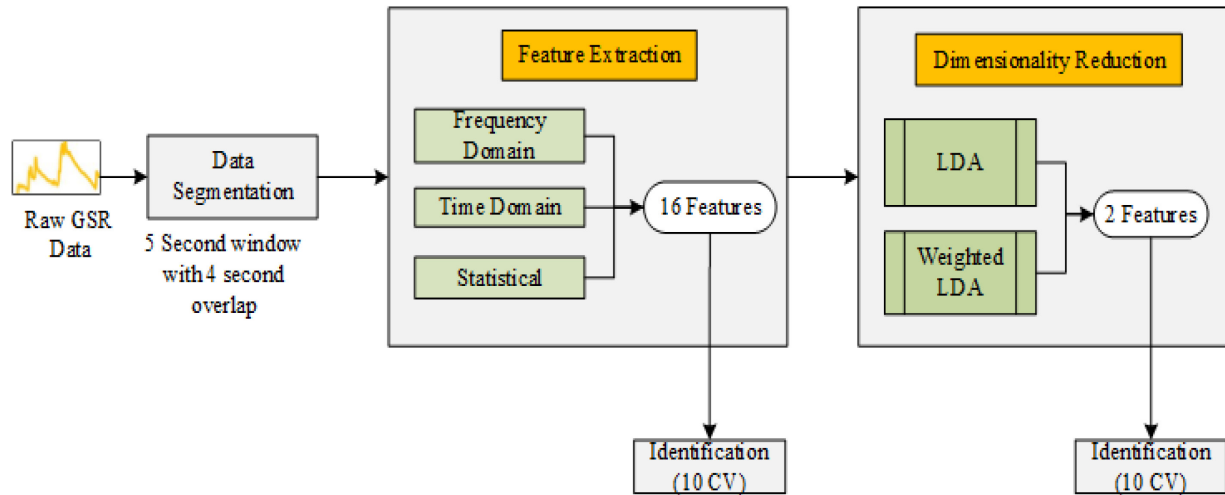 Raw GSR
Data
Data
Segmentation
5 Second window
with 4 second
overlap
Feature Extraction
Frequency
Domain
Time Domain
Statistical
16 Features
Identification
(10 CV)
Dimensionality Reduction
LDA
Weighted
LDA
2 Features
Identification
(10 CV)